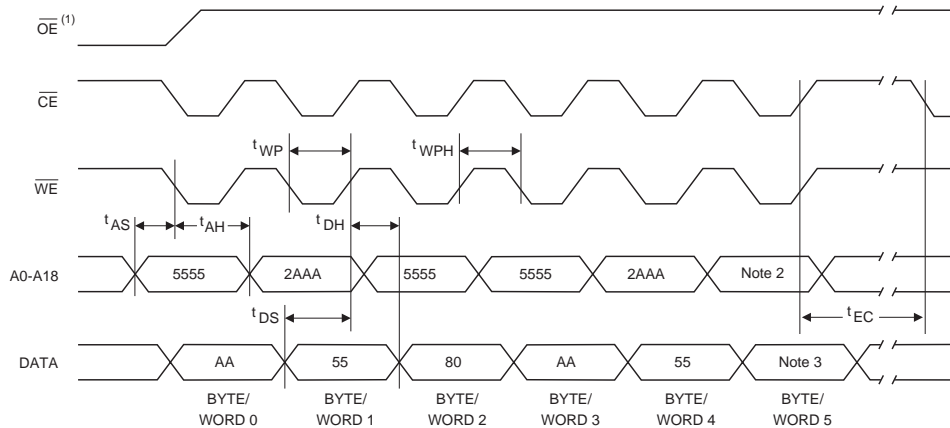 OE (1)
CE
t WP
t WPH
WE
t AS
t AH
t DH
A0-A18
5555
2AAA
5555
5555
2AAA
Note 2
t DS
t EC
DATA
AA
55
80
AA
55
Note 3
BYTE/
WORD 0
BYTE/
WORD 1
BYTE/
WORD 2
BYTE/
WORD 3
BYTE/
WORD 4
BYTE/
WORD 5